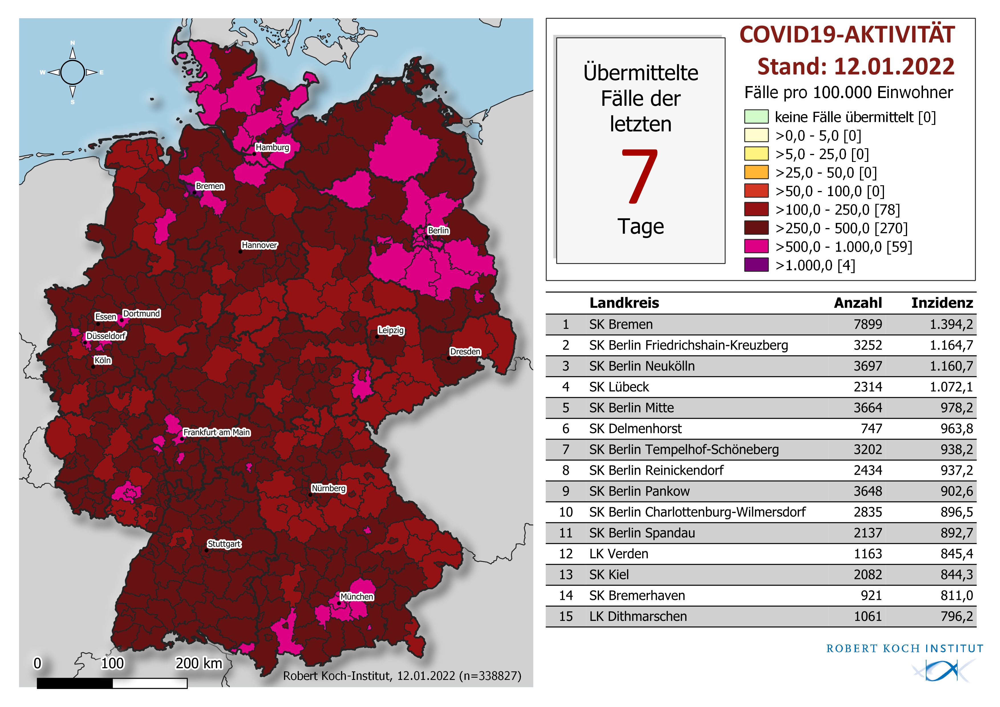 N
W E
S
Hamburg
Bremen
Berlin
Hannover
Essen Dortmund
Düsseldorf
Leipzig
Köln
Dresden
Frankfurt am Main
Nürnberg
Stuttgart
München
0 100 200 km
Robert Koch-Institut, 12.01.2022 (n=338827)
Übermittelte
Fälle der
letzten
7
Tage
COVID19-AKTIVITÄT
Stand: 12.01.2022
Fälle pro 100.000 Einwohner
keine Fälle übermittelt [0]
>0,0 - 5,0 [0]
>5,0 - 25,0 [0]
>25,0 - 50,0 [0]
>50,0 - 100,0 [0]
>100,0 - 250,0 [78]
>250,0 - 500,0 [270]
>500,0 - 1.000,0 [59]
>1.000,0 [4]
Landkreis Anzahl Inzidenz
1 SK Bremen 7899 1.394,2
2 SK Berlin Friedrichshain-Kreuzberg 3252 1.164,7
3 SK Berlin Neukölln 3697 1.160,7
4 SK Lübeck 2314 1.072,1
5 SK Berlin Mitte 3664 978,2
6 SK Delmenhorst 747 963,8
7 SK Berlin Tempelhof-Schöneberg 3202 938,2
8 SK Berlin Reinickendorf 2434 937,2
9 SK Berlin Pankow 3648 902,6
10 SK Berlin Charlottenburg-Wilmersdorf 2835 896,5
11 SK Berlin Spandau 2137 892,7
12 LK Verden 1163 845,4
13 SK Kiel 2082 844,3
14 SK Bremerhaven 921 811,0
15 LK Dithmarschen 1061 796,2
ROBERT KOCH INSTITUT